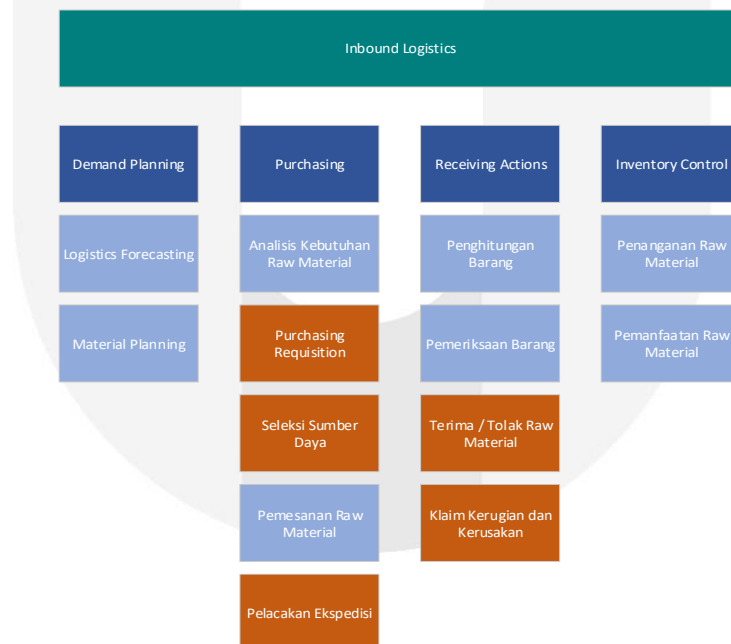 Inbound Logistics
Demand Planning
Logistics Forecasting
Material Planning
Purchasing
Analisis Kebutuhan
Raw Material
Purchasing
Requisition
Seleksi Sumber
Daya
Pemesanan Raw
Material
Pelacakan Ekspedisi
Receiving Actions
Penghitungan
Barang
Pemeriksaan Barang
Terima / Tolak Raw
Material
Klaim Kerugian dan
Kerusakan
Inventory Control
Penanganan Raw
Material
Pemanfaatan Raw
Material